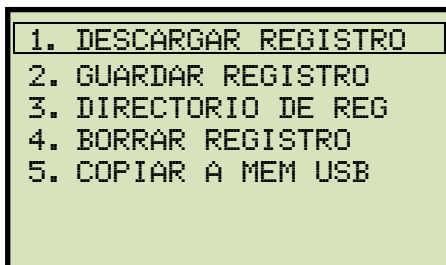 1. DESCARGAR REGISTRO
2. GUARDAR REGISTRO
3. DIRECTORIO DE REG
4. BORRAR REGISTRO
5. COPIAR A MEM USB